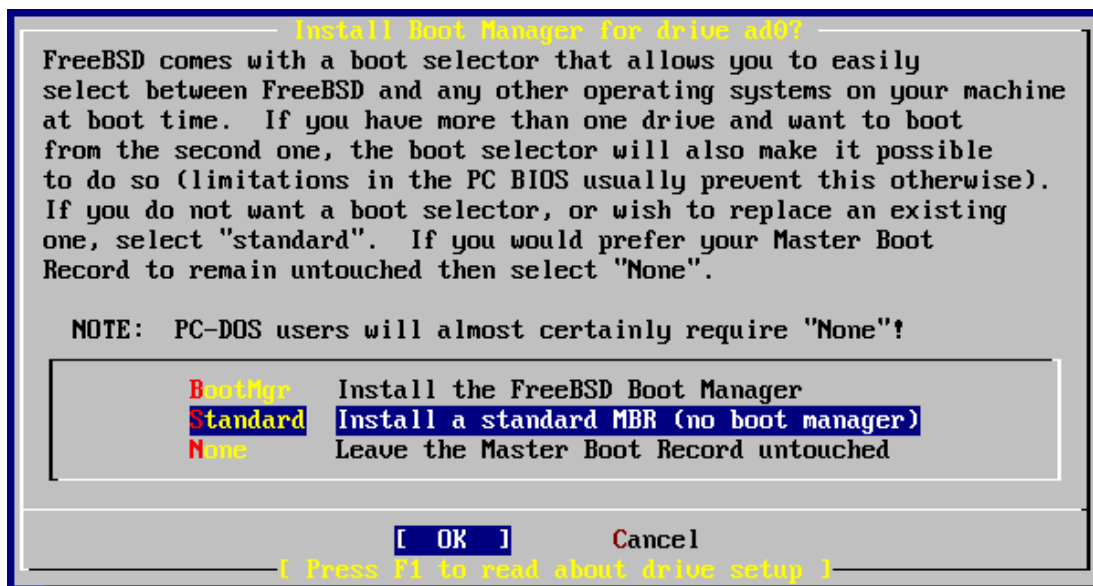 Install Boot Manager for drive ad0?
FreeBSD comes with a boot selector that allows you to easily
select between FreeBSD and any other operating systems on your machine
at boot time.  If you have more than one drive and want to boot
from the second one, the boot selector will also make it possible
to do so (limitations in the PC BIOS usually prevent this otherwise).
If you do not want a boot selector, or wish to replace an existing
one, select "standard".  If you would prefer your Master Boot
Record to remain untouched then select "None".
NOTE:  PC-DOS users will almost certainly require "None"!
BootMgr   Install the FreeBSD Boot Manager
Standard  Install a standard MBR (no boot manager)
None      Leave the Master Boot Record untouched
[  OK  ]       Cancel
[ Press F1 to read about drive setup ]